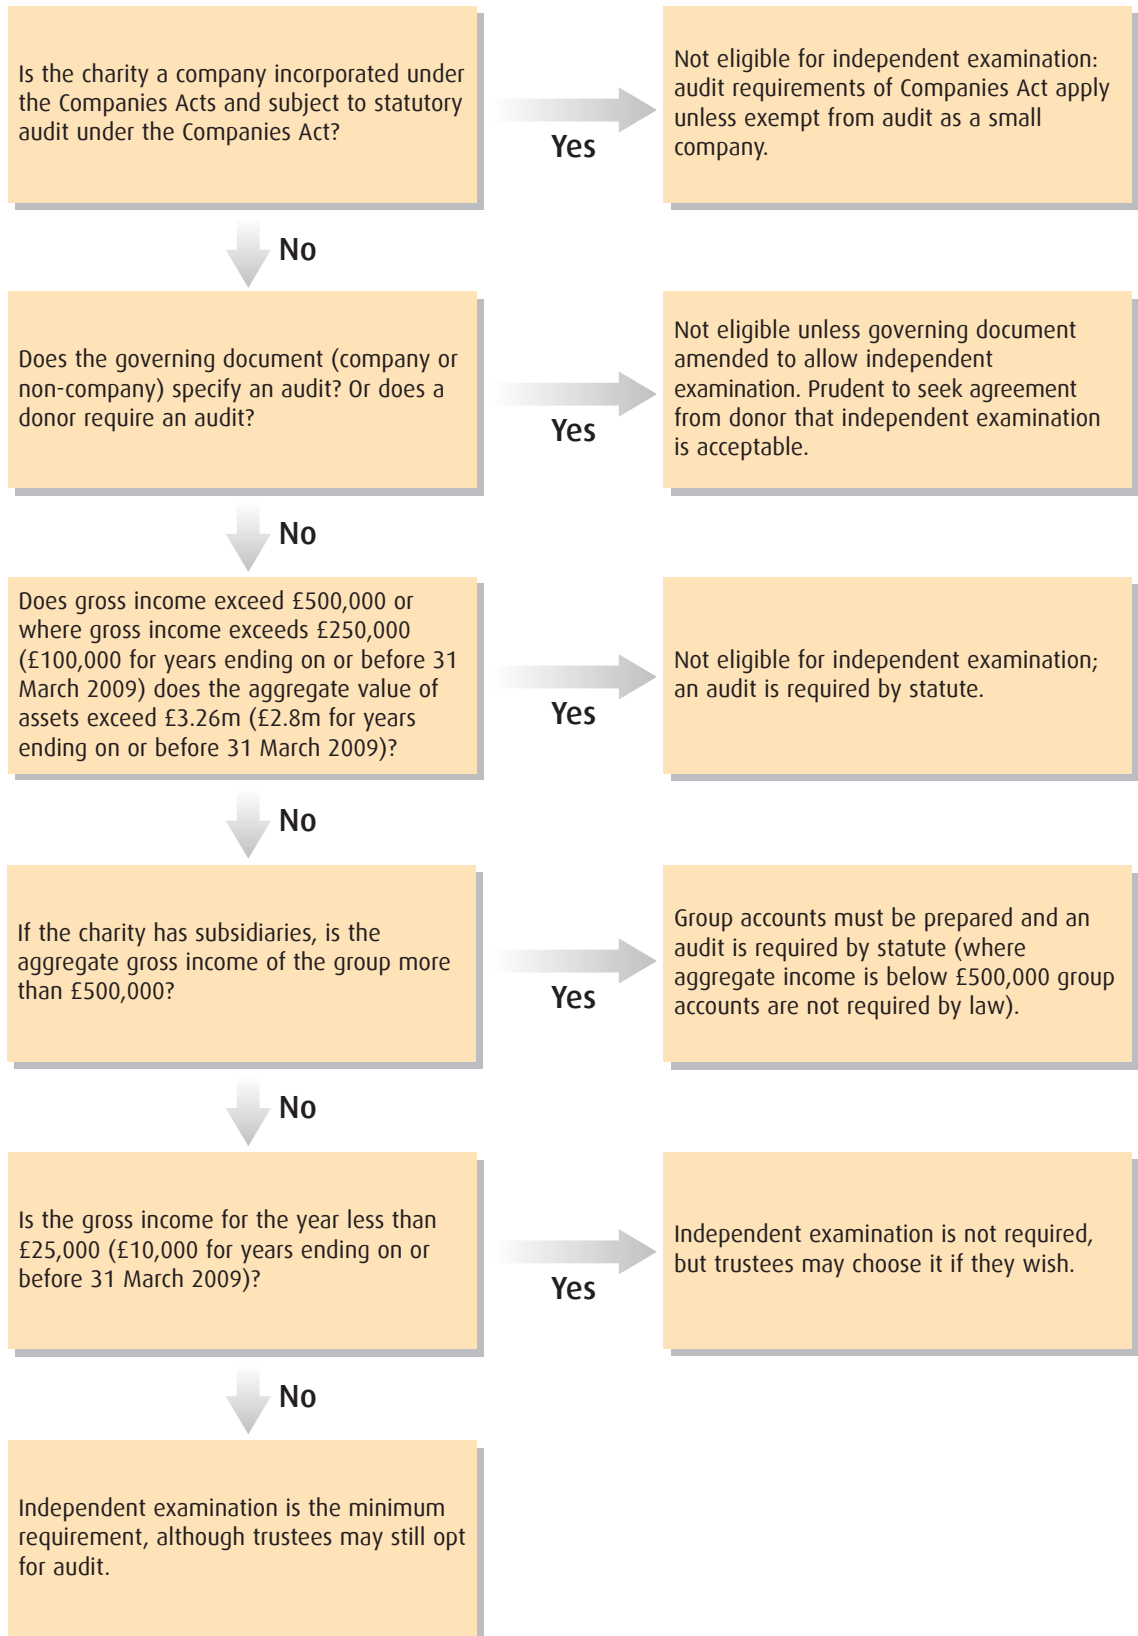 Is the charity a company incorporated under
the Companies Acts and subject to statutory
audit under the Companies Act?
Yes
Not eligible for independent examination:
audit requirements of Companies Act apply
unless exempt from audit as a small
company.
No
Does the governing document (company or
non-company) specify an audit? Or does a
donor require an audit?
Yes
Not eligible unless governing document
amended to allow independent
examination. Prudent to seek agreement
from donor that independent examination
is acceptable.
No
Does gross income exceed £500,000 or
where gross income exceeds £250,000
(£100,000 for years ending on or before 31
March 2009) does the aggregate value of
assets exceed £3.26m (£2.8m for years
ending on or before 31 March 2009)?
Yes
Not eligible for independent examination;
an audit is required by statute.
No
If the charity has subsidiaries, is the
aggregate gross income of the group more
than £500,000?
Yes
Group accounts must be prepared and an
audit is required by statute (where
aggregate income is below £500,000 group
accounts are not required by law).
No
Is the gross income for the year less than
£25,000 (£10,000 for years ending on or
before 31 March 2009)?
Yes
Independent examination is not required,
but trustees may choose it if they wish.
No
Independent examination is the minimum
requirement, although trustees may still opt
for audit.